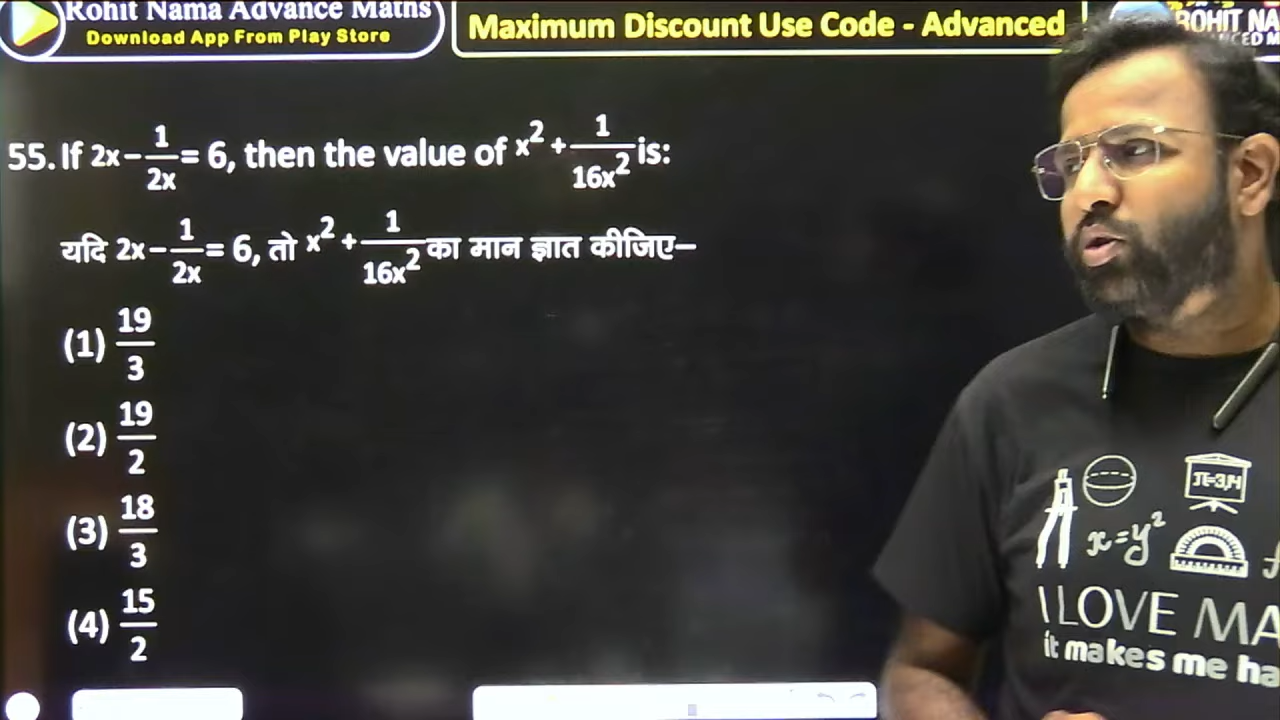 Rohit Nama Advance Maths
Download App From Play Store
Maximum Discount Use Code - Advanced
ROHIT NA
55. If 2x - 1/2x = 6, then the value of x² + 1/16x² is:
यदि 2x - 1/2x = 6, तो x² + 1/16x² का मान ज्ञात कीजिए–
(1) 19/3
(2) 19/2
(3) 18/3
(4) 15/2
π=3,14
x=y²
I LOVE MA
it makes me ha